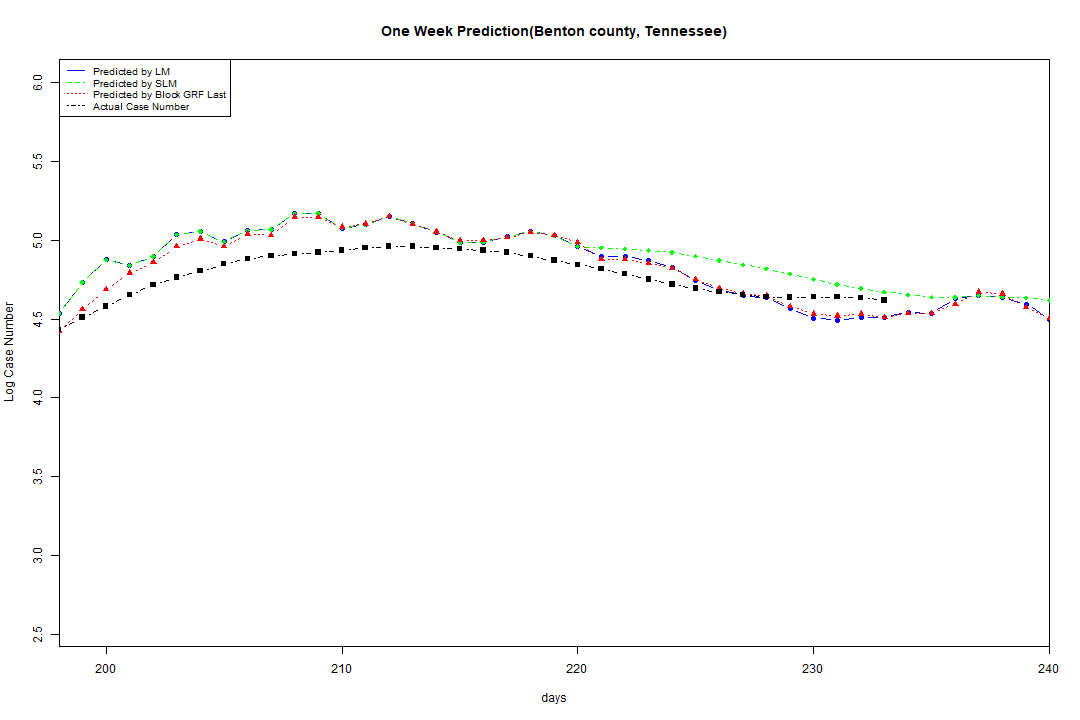 One Week Prediction(Benton county, Tennessee)
Predicted by LM
Predicted by SLM
Predicted by Block GRF Last
Actual Case Number
6.0
5.5
5.0
4.5
4.0
3.5
3.0
2.5
Log Case Number
200 210 220 230 240
days